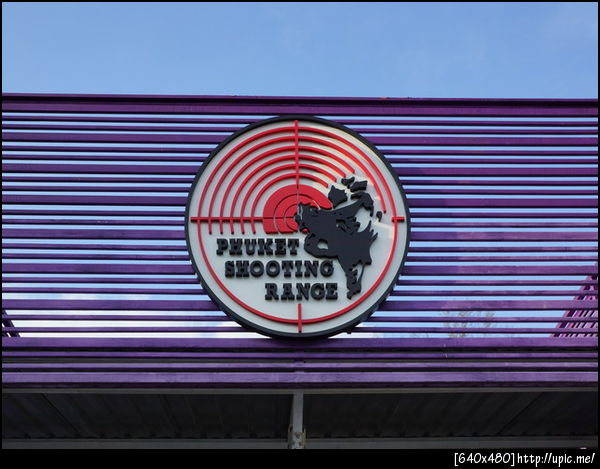 PHUKET
SHOOTING
RANGE
[640x480]http://upic.me/